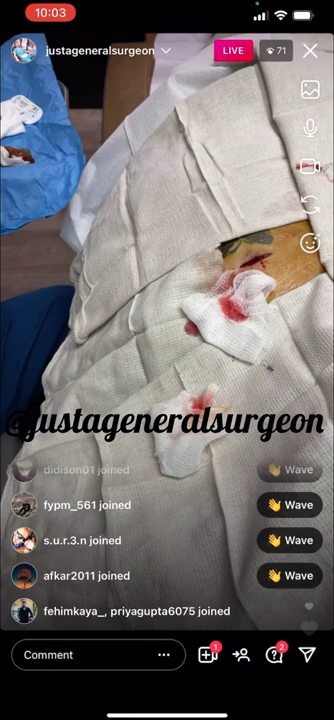 10:03
justageneralsurgeon
LIVE
71
@justageneralsurgeon
didison01 joined
Wave
fypm_561 joined
Wave
s.u.r.3.n joined
Wave
afkar2011 joined
Wave
fehimkaya_, priyagupta6075 joined
Comment
1
2